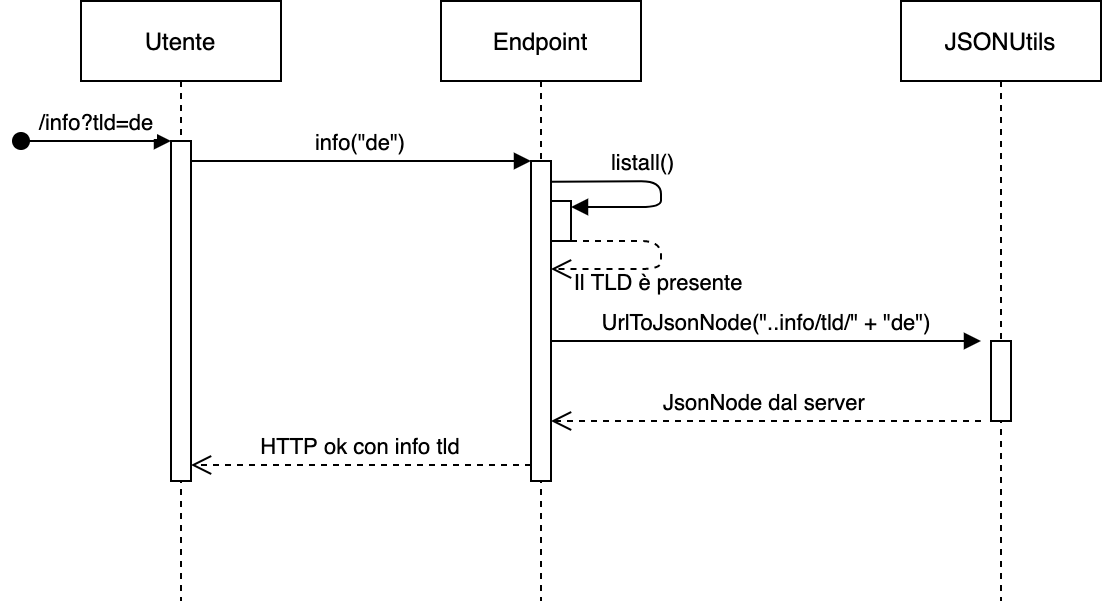 Utente
Endpoint
JSONUtils
/info?tld=de
info("de")
listall()
Il TLD è presente
UrlToJsonNode("..info/tld/" + "de")
JsonNode dal server
HTTP ok con info tld